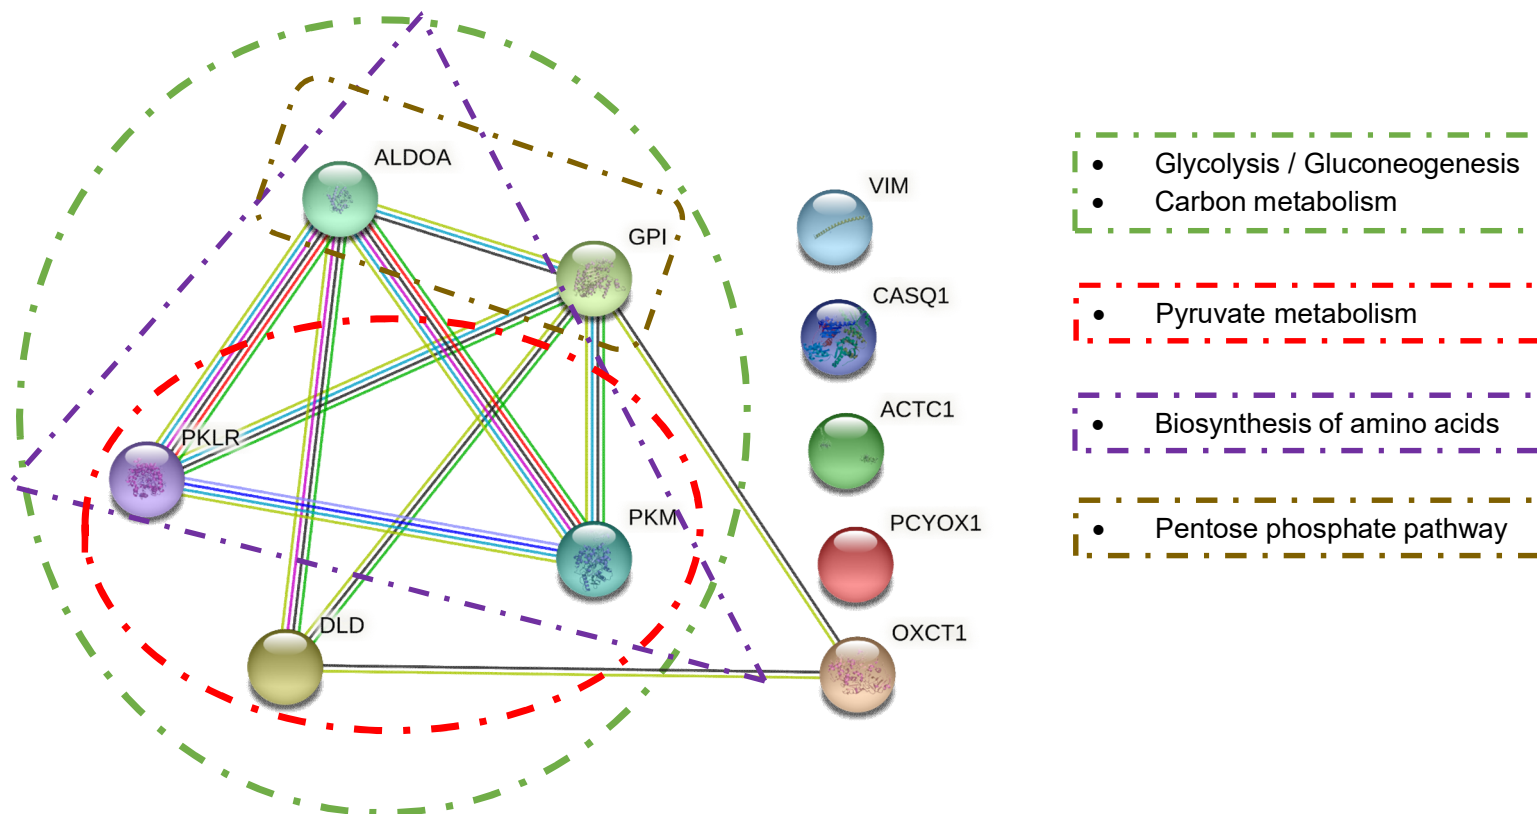 ALDOA
GPI
PKLR
PKM
DLD
VIM
CASQ1
ACTC1
PCYOX1
OXCT1
• Glycolysis / Gluconeogenesis
• Carbon metabolism
• Pyruvate metabolism
• Biosynthesis of amino acids
• Pentose phosphate pathway